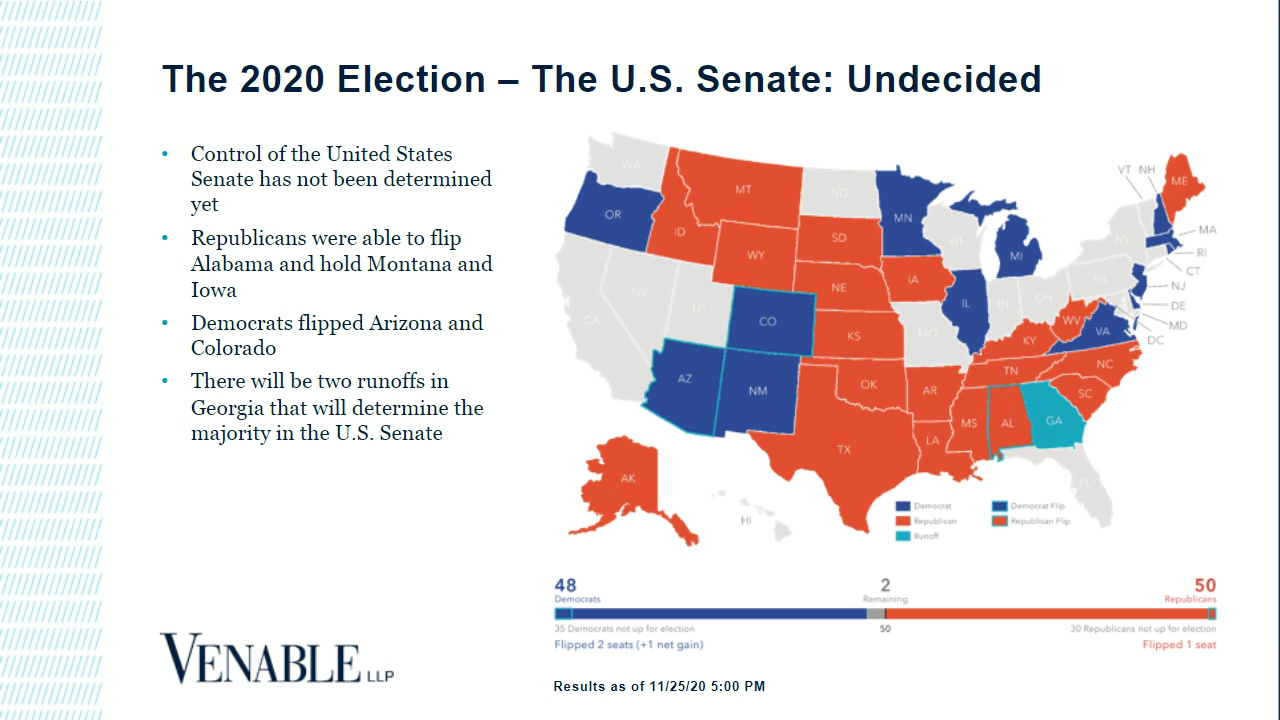 The 2020 Election – The U.S. Senate: Undecided
• Control of the United States
Senate has not been determined
yet
• Republicans were able to flip
Alabama and hold Montana and
Iowa
• Democrats flipped Arizona and
Colorado
• There will be two runoffs in
Georgia that will determine the
majority in the U.S. Senate
WA
OR
CA
NV
ID
MT
WY
UT
CO
AZ
NM
ND
SD
NE
KS
OK
TX
MN
IA
MO
AR
LA
WI
IL
MS
MI
IN
OH
KY
TN
AL
GA
FL
SC
NC
VA
WV
PA
NY
VT
NH
ME
MA
RI
CT
NJ
DE
MD
DC
AK
HI
Democrat
Republican
Runoff
Democrat Flip
Republican Flip
48
Democrats
2
Remaining
50
Republicans
35 Democrats not up for election
50
30 Republicans not up for election
Flipped 2 seats (+1 net gain)
Flipped 1 seat
VENABLE LLP
Results as of 11/25/20 5:00 PM